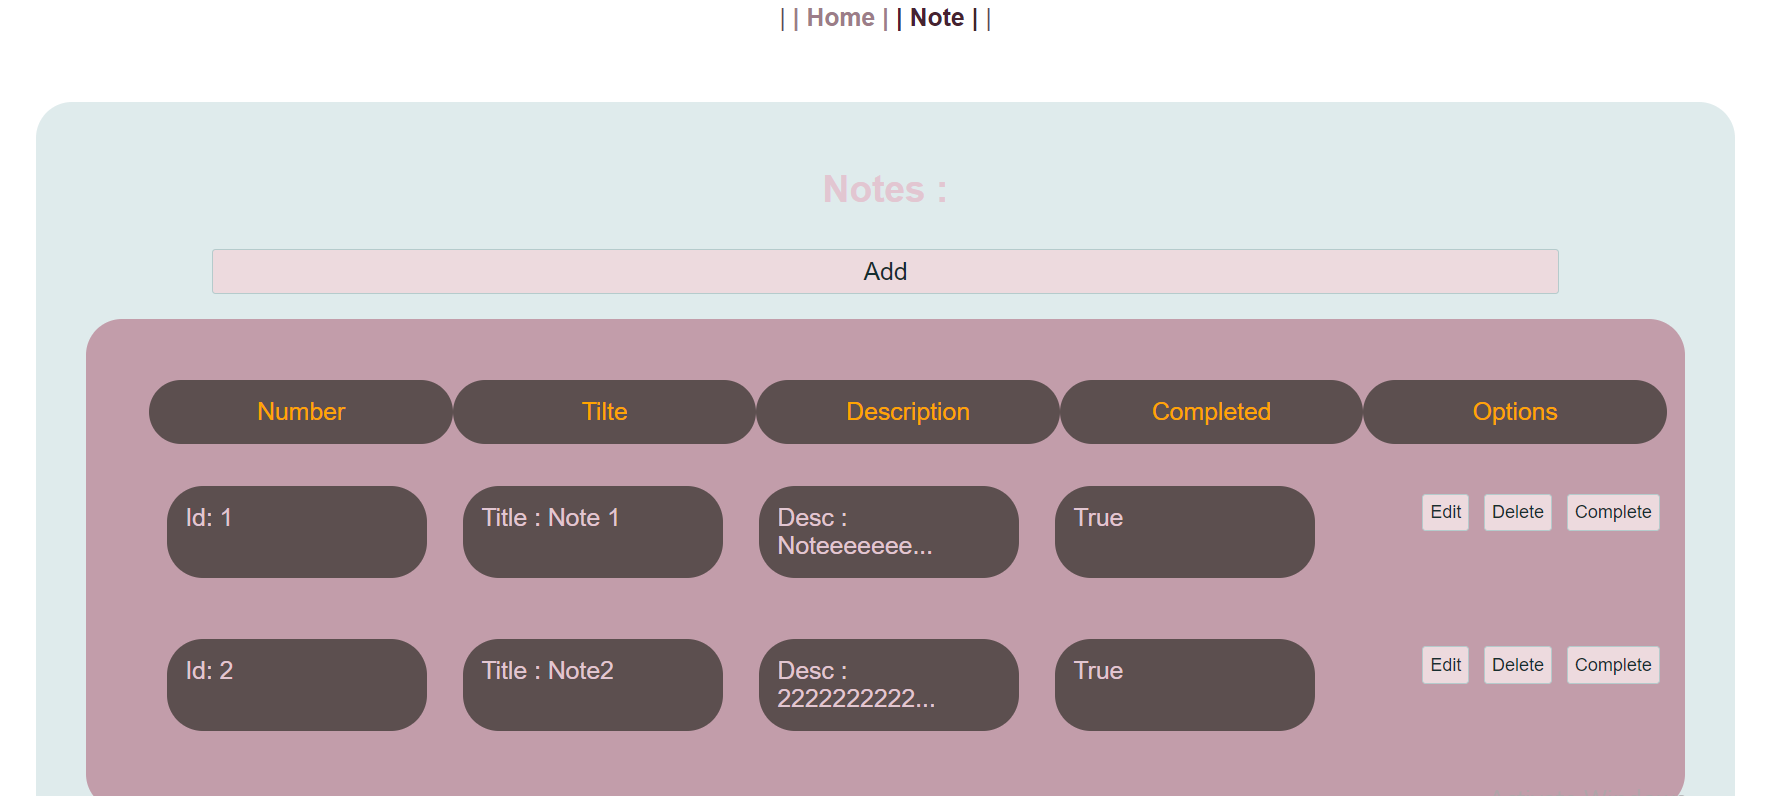 | | Home | | Note | |
Notes :
Add
Number Tilte Description Completed Options
Id: 1 Title : Note 1 Desc : True Edit Delete Complete
Noteeeeeee...
Id: 2 Title : Note2 Desc : True Edit Delete Complete
2222222222...